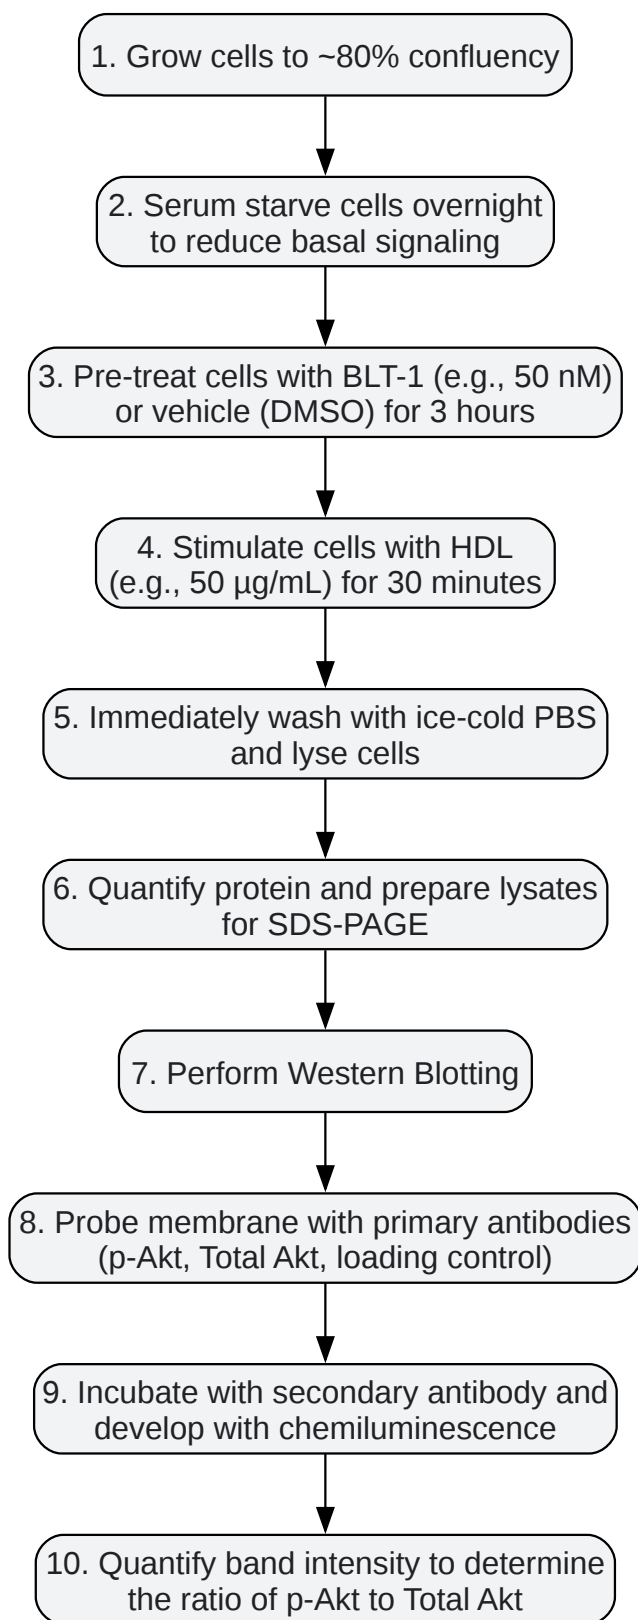 1. Grow cells to ~80% confluency
2. Serum starve cells overnight
to reduce basal signaling
3. Pre-treat cells with BLT-1 (e.g., 50 nM)
or vehicle (DMSO) for 3 hours
4. Stimulate cells with HDL
(e.g., 50 µg/mL) for 30 minutes
5. Immediately wash with ice-cold PBS
and lyse cells
6. Quantify protein and prepare lysates
for SDS-PAGE
7. Perform Western Blotting
8. Probe membrane with primary antibodies
(p-Akt, Total Akt, loading control)
9. Incubate with secondary antibody and
develop with chemiluminescence
10. Quantify band intensity to determine
the ratio of p-Akt to Total Akt